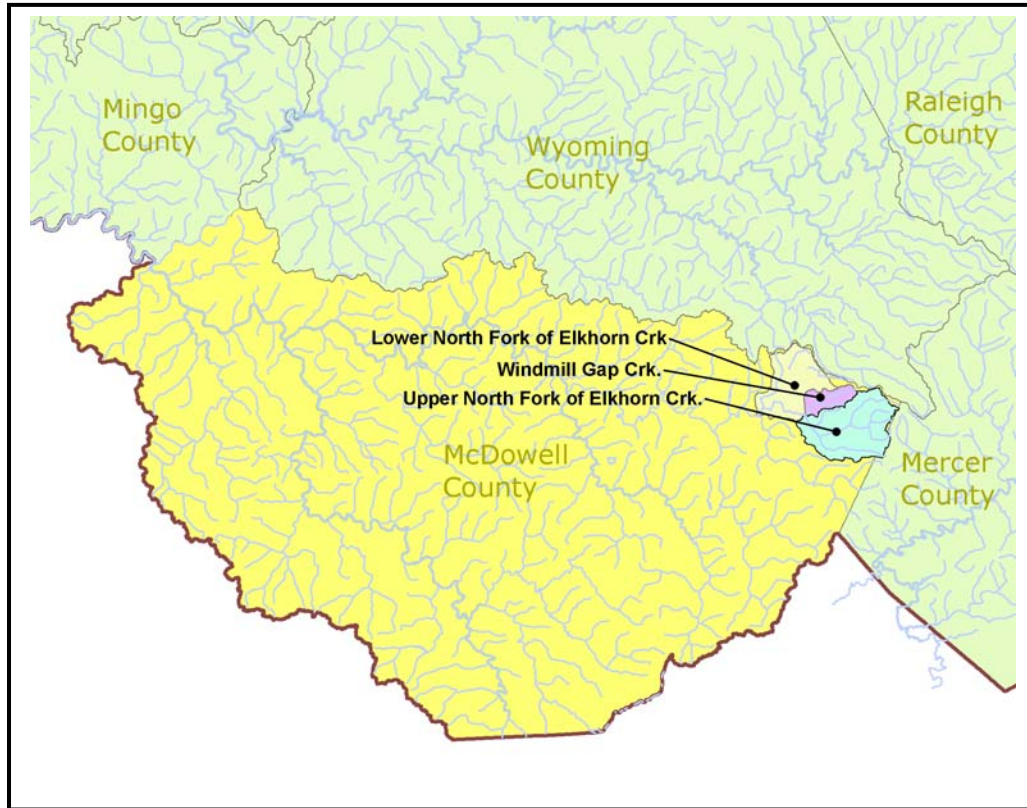 Mingo
County
Raleigh
County
Wyoming
County
Lower North Fork of Elkhorn Crk
Windmill Gap Crk.
Upper North Fork of Elkhorn Crk.
McDowell
County
Mercer
County